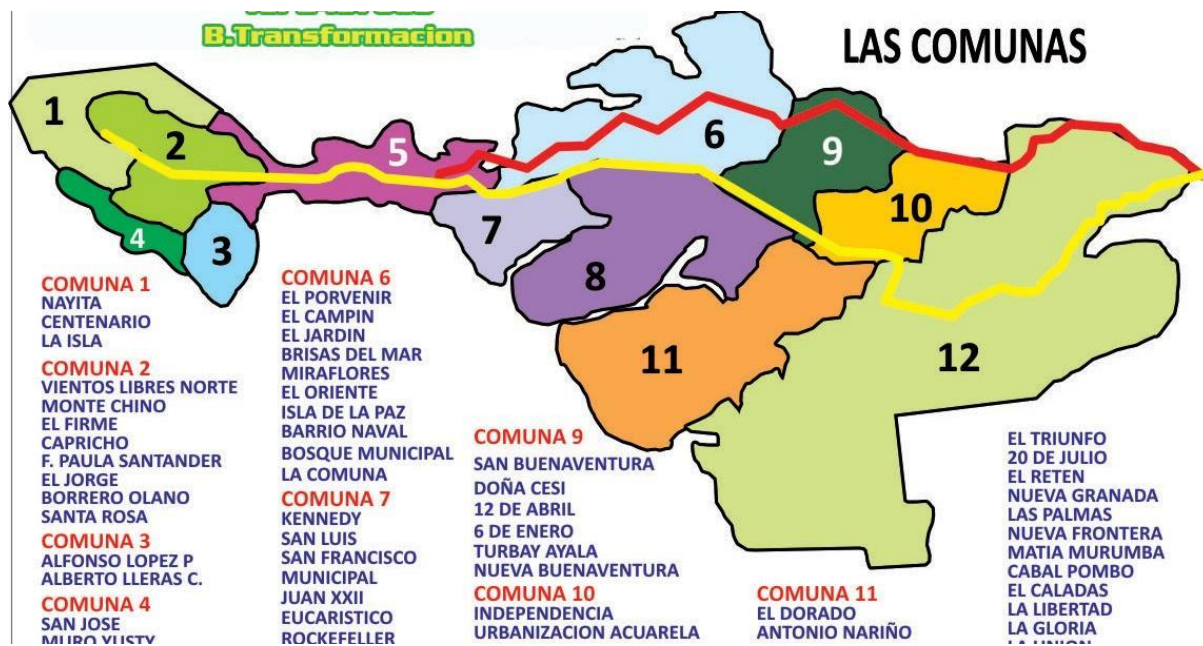 B.Transformacion
LAS COMUNAS
1
2
3
4
5
6
7
8
9
10
11
12
COMUNA 1
NAYITA
CENTENARIO
LA ISLA
COMUNA 2
VIENTOS LIBRES NORTE
MONTE CHINO
EL FIRME
CAPRICHO
F. PAULA SANTANDER
EL JORGE
BORRERO OLANO
SANTA ROSA
COMUNA 3
ALFONSO LOPEZ P
ALBERTO LLERAS C.
COMUNA 4
SAN JOSE
MURO YUSTY
COMUNA 6
EL PORVENIR
EL CAMPIN
EL JARDIN
BRISAS DEL MAR
MIRAFLORES
EL ORIENTE
ISLA DE LA PAZ
BARRIO NAVAL
BOSQUE MUNICIPAL
LA COMUNA
COMUNA 7
KENNEDY
SAN LUIS
SAN FRANCISCO
MUNICIPAL
JUAN XXII
EUCARISTICO
ROCKEFELLER
COMUNA 9
SAN BUENAVENTURA
DOÑA CESI
12 DE ABRIL
6 DE ENERO
TURBAY AYALA
NUEVA BUENAVENTURA
COMUNA 10
INDEPENDENCIA
URBANIZACION ACUARELA
COMUNA 11
EL DORADO
ANTONIO NARIÑO
EL TRIUNFO
20 DE JULIO
EL RETEN
NUEVA GRANADA
LAS PALMAS
NUEVA FRONTERA
MATIA MURUMBA
CABAL POMBO
EL CALADAS
LA LIBERTAD
LA GLORIA
LA UNION